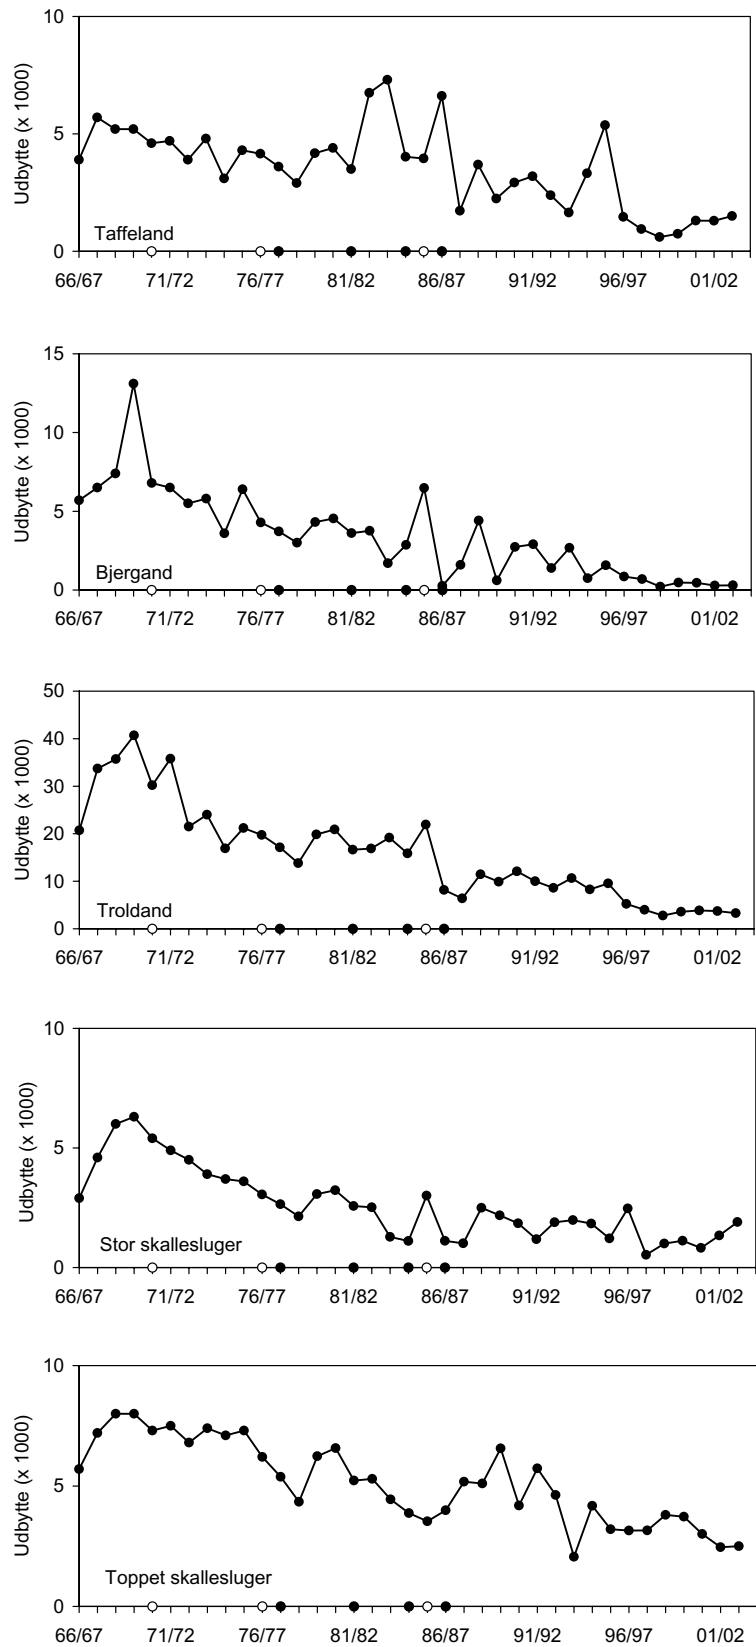 10
5
0
Udbytte (x 1000)
Taffeland
66/67 71/72 76/77 81/82 86/87 91/92 96/97 01/02
15
10
5
0
Udbytte (x 1000)
Bjergand
66/67 71/72 76/77 81/82 86/87 91/92 96/97 01/02
50
40
30
20
10
0
Udbytte (x 1000)
Troldand
66/67 71/72 76/77 81/82 86/87 91/92 96/97 01/02
10
5
0
Udbytte (x 1000)
Stor skallesluger
66/67 71/72 76/77 81/82 86/87 91/92 96/97 01/02
10
5
0
Udbytte (x 1000)
Toppet skallesluger
66/67 71/72 76/77 81/82 86/87 91/92 96/97 01/02